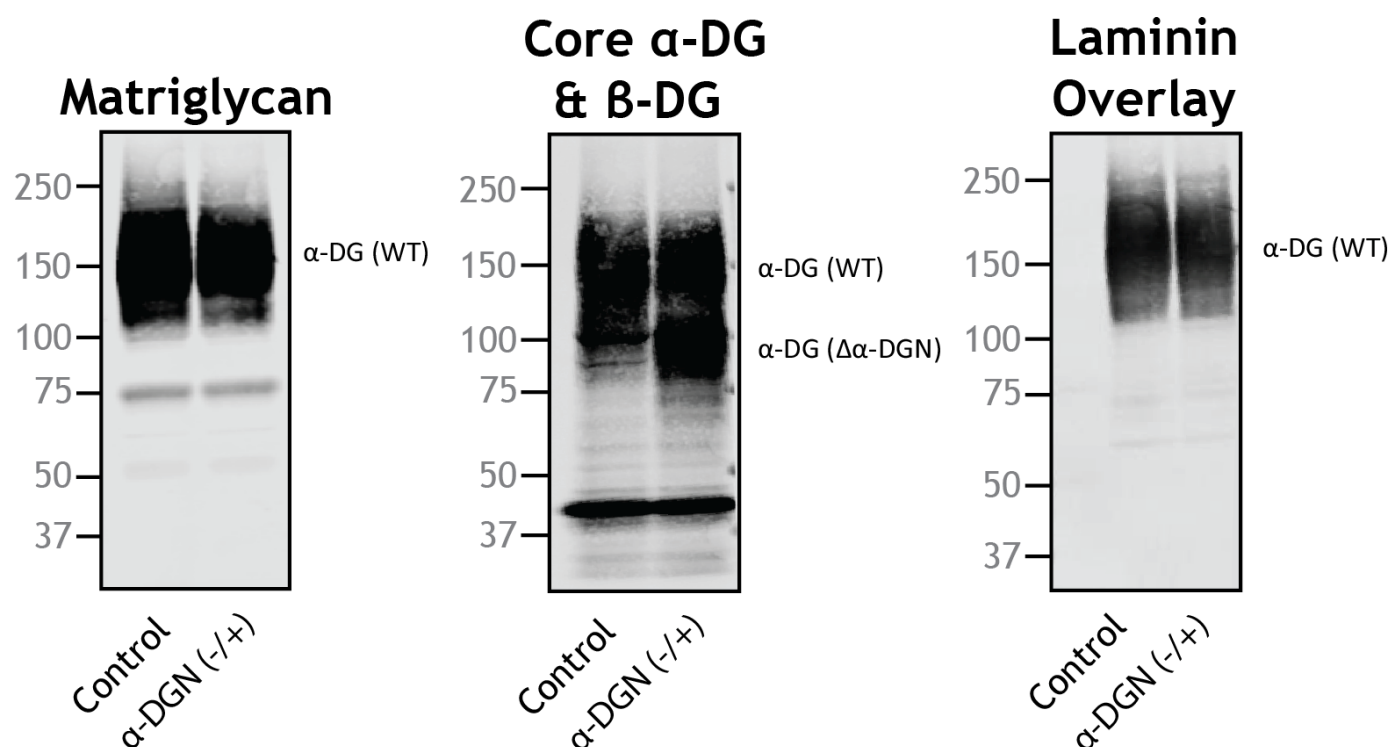 Matriglycan
250
150
100
75
50
37
α-DG (WT)
Control
α-DGN (-/+)
Core α-DG
& ß-DG
250
150
100
75
50
37
α-DG (WT)
α-DG (Δα-DGN)
Control
α-DGN (-/+)
Laminin
Overlay
250
150
100
75
50
37
α-DG (WT)
Control
α-DGN (-/+)